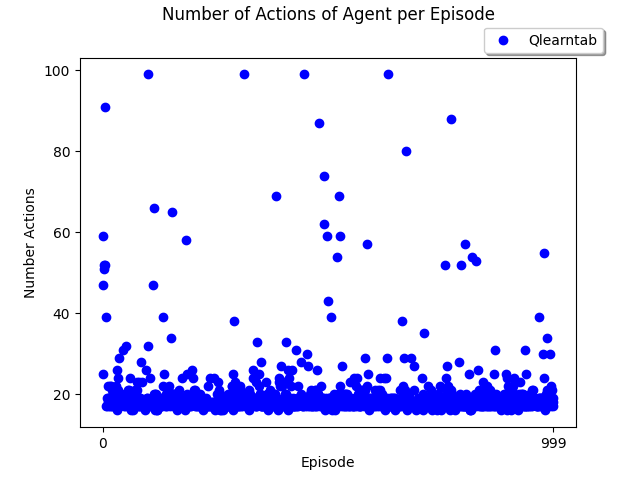 Number of Actions of Agent per Episode
Qlearntab
100
80
60
40
20
Number Actions
0
999
Episode